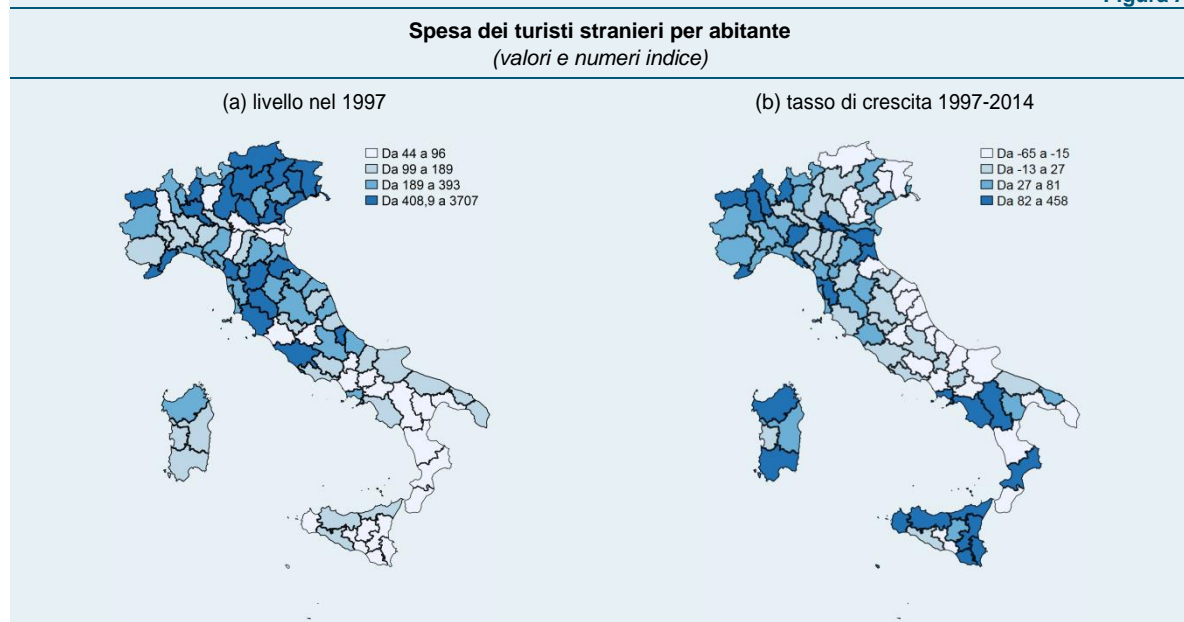 Spesa dei turisti stranieri per abitante
(valori e numeri indice)
(a) livello nel 1997
Da 44 a 96
Da 99 a 189
Da 189 a 393
Da 408,9 a 3707
(b) tasso di crescita 1997-2014
Da -65 a -15
Da -13 a 27
Da 27 a 81
Da 82 a 458